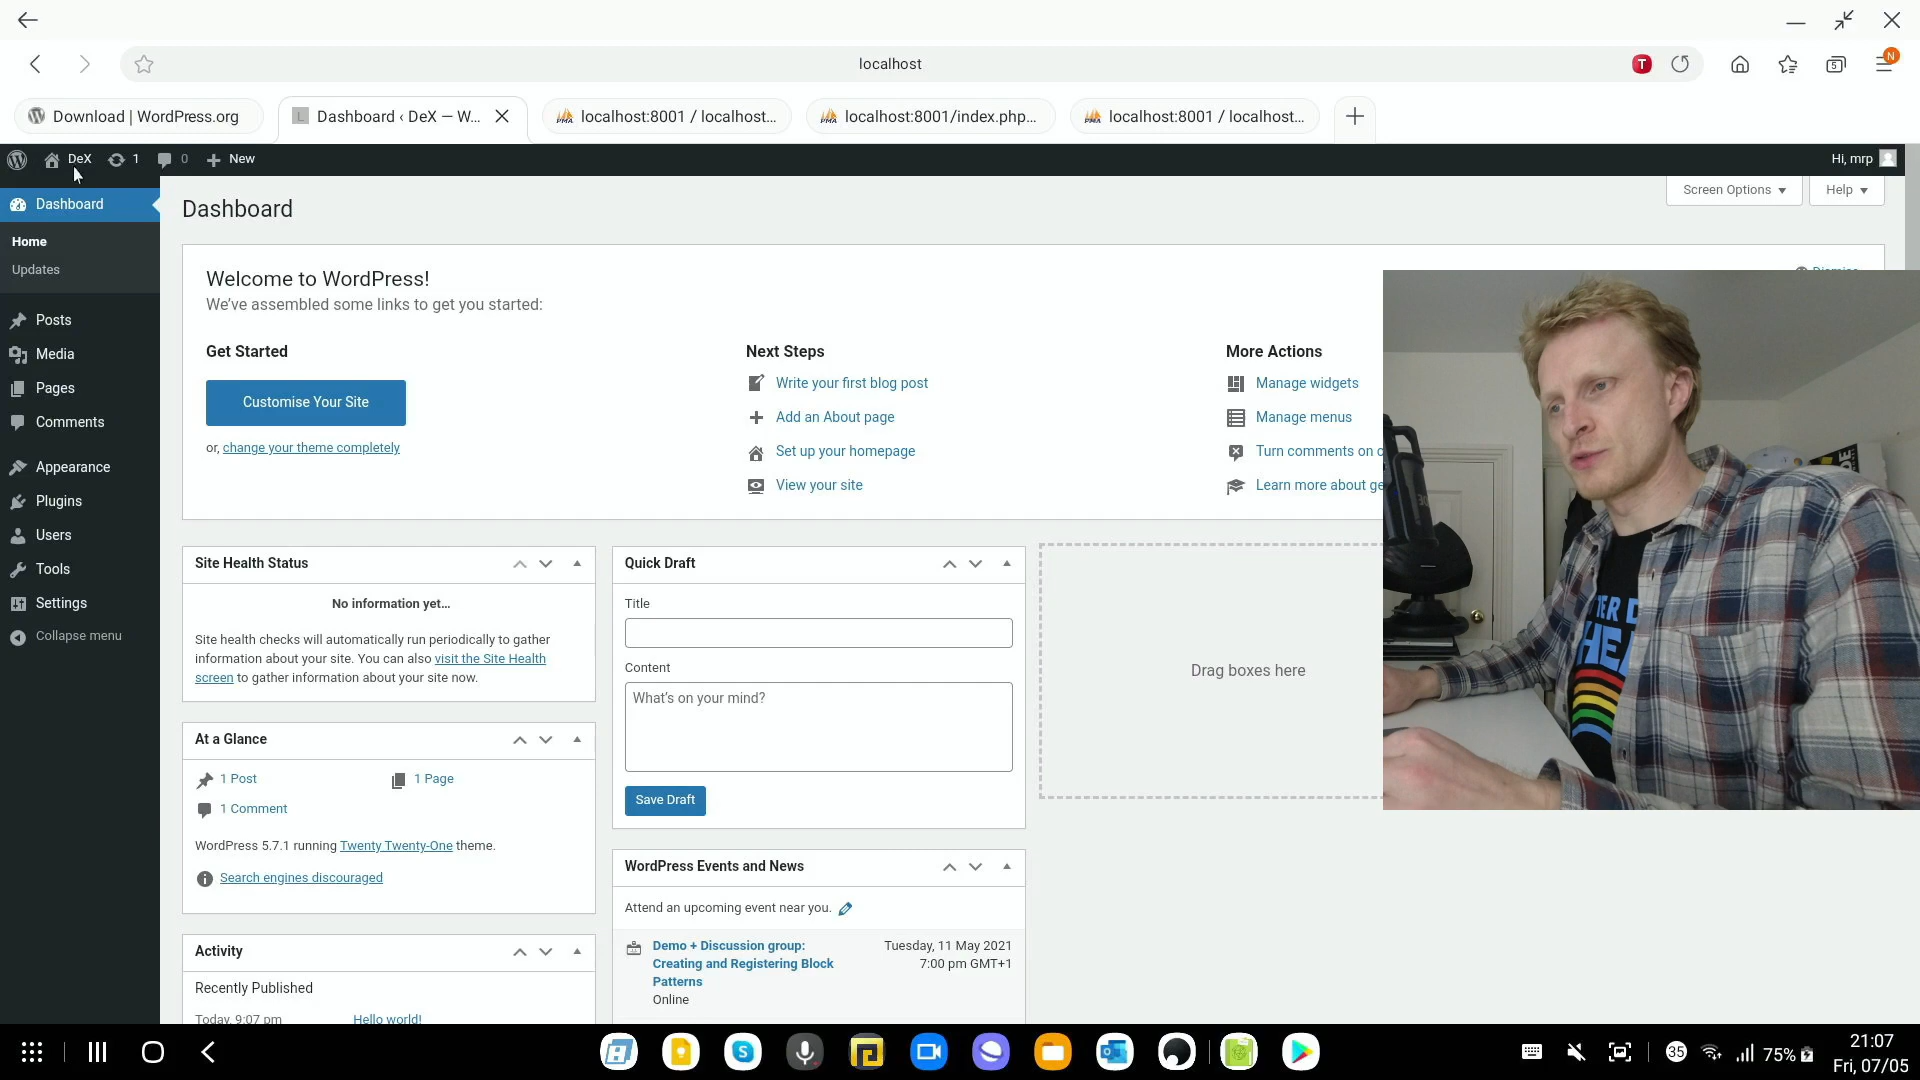 localhost
T
5
N
Download | WordPress.org
L
Dashboard ‹ DeX — W...
PMA
localhost:8001 / localhost...
PMA
localhost:8001/index.php...
PMA
localhost:8001 / localhost...
DeX
1
0
New
Hi, mrp
Dashboard
Home
Updates
Posts
Media
Pages
Comments
Appearance
Plugins
Users
Tools
Settings
Collapse menu
Dashboard
Screen Options
Help
Welcome to WordPress!
We've assembled some links to get you started:
Get Started
Customise Your Site
or, change your theme completely
Next Steps
Write your first blog post
Add an About page
Set up your homepage
View your site
More Actions
Manage widgets
Manage menus
Turn comments on
Learn more about
Site Health Status
No information yet...
Site health checks will automatically run periodically to gather
information about your site. You can also visit the Site Health
screen to gather information about your site now.
At a Glance
1 Post
1 Page
1 Comment
WordPress 5.7.1 running Twenty Twenty-One theme.
Search engines discouraged
Activity
Recently Published
Today, 9:07 pm
Hello world!
Quick Draft
Title
Content
What's on your mind?
Save Draft
WordPress Events and News
Attend an upcoming event near you.
Demo + Discussion group:
Creating and Registering Block
Patterns
Online
Tuesday, 11 May 2021
7:00 pm GMT+1
Drag boxes here
35
75%
21:07
Fri, 07/05